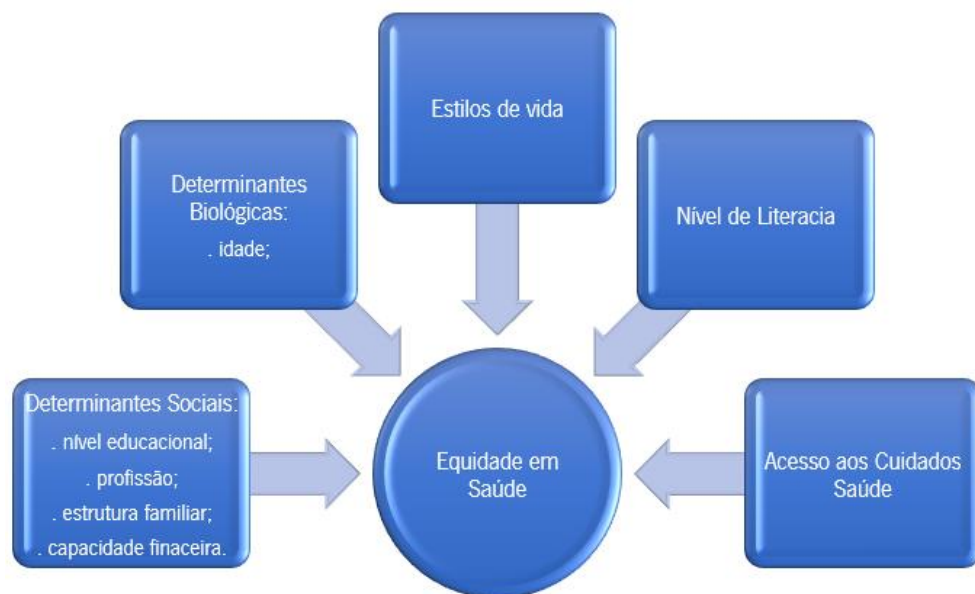 Estilos de vida
Determinantes
Biológicas:
. idade;
Nível de Literacia
Determinantes Sociais:
. nível educacional;
. profissão;
. estrutura familiar;
. capacidade finaceira.
Equidade em
Saúde
Acesso aos Cuidados
Saúde